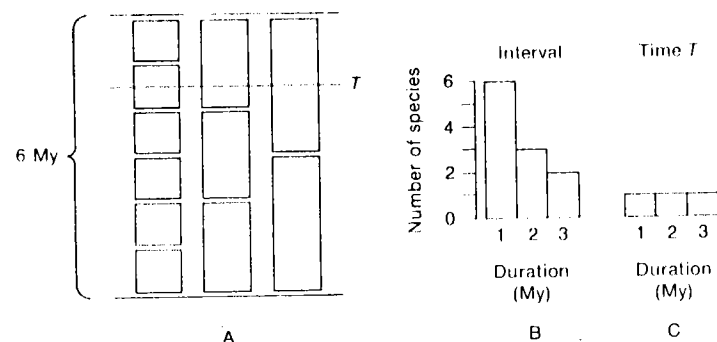 6 My
T
A
Interval
Number of species
6
4
2
0
1 2 3
Duration
(My)
B
Time T
1 2 3
Duration
(My)
C